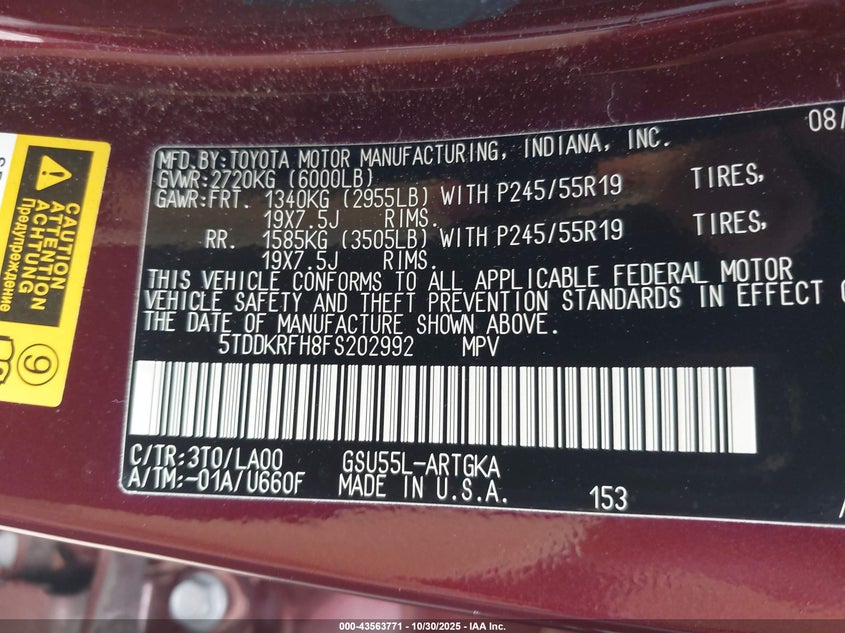 08/
MFD. BY: TOYOTA MOTOR MANUFACTURING, INDIANA, INC.
GVWR: 2720KG (6000LB)
GAWR: FRT. 1340KG (2955LB) WITH P245/55R19 TIRES,
19X7.5J RIMS.
RR. 1585KG (3505LB) WITH P245/55R19 TIRES,
19X7.5J RIMS.
THIS VEHICLE CONFORMS TO ALL APPLICABLE FEDERAL MOTOR
VEHICLE SAFETY AND THEFT PREVENTION STANDARDS IN EFFECT
THE DATE OF MANUFACTURE SHOWN ABOVE.
5TDDKRFH8FS202992 MPV
C/TR: 3T0/LA00 GSU55L-ARTGKA
A/TM: -01A/U660F MADE IN U.S.A. 153
CAUTION
ATTENTION
ACHTUNG
Предупреждение
9
000-43563771 - 10/30/2025 - IAA Inc.